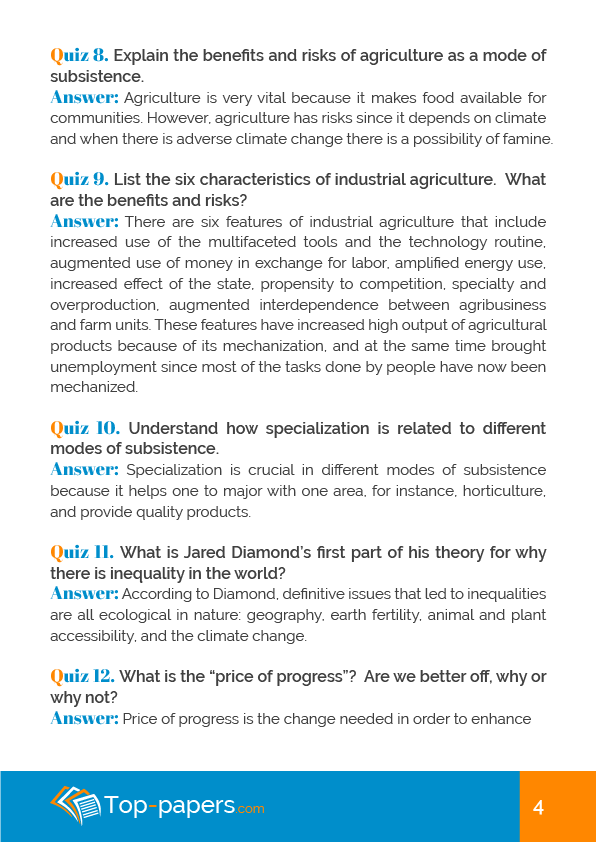 Quiz 8. Explain the benefits and risks of agriculture as a mode of
subsistence.
Answer: Agriculture is very vital because it makes food available for
communities. However, agriculture has risks since it depends on climate
and when there is adverse climate change there is a possibility of famine.
Quiz 9. List the six characteristics of industrial agriculture.  What
are the benefits and risks?
Answer: There are six features of industrial agriculture that include
increased use of the multifaceted tools and the technology routine,
augmented use of money in exchange for labor, amplified energy use,
increased effect of the state, propensity to competition, specialty and
overproduction, augmented interdependence between agribusiness
and farm units. These features have increased high output of agricultural
products because of its mechanization, and at the same time brought
unemployment since most of the tasks done by people have now been
mechanized.
Quiz 10. Understand how specialization is related to different
modes of subsistence.
Answer: Specialization is crucial in different modes of subsistence
because it helps one to major with one area, for instance, horticulture,
and provide quality products.
Quiz 11. What is Jared Diamond’s first part of his theory for why
there is inequality in the world?
Answer: According to Diamond, definitive issues that led to inequalities
are all ecological in nature: geography, earth fertility, animal and plant
accessibility, and the climate change.
Quiz 12. What is the “price of progress”?  Are we better off, why or
why not?
Answer: Price of progress is the change needed in order to enhance
Top-papers.com
4